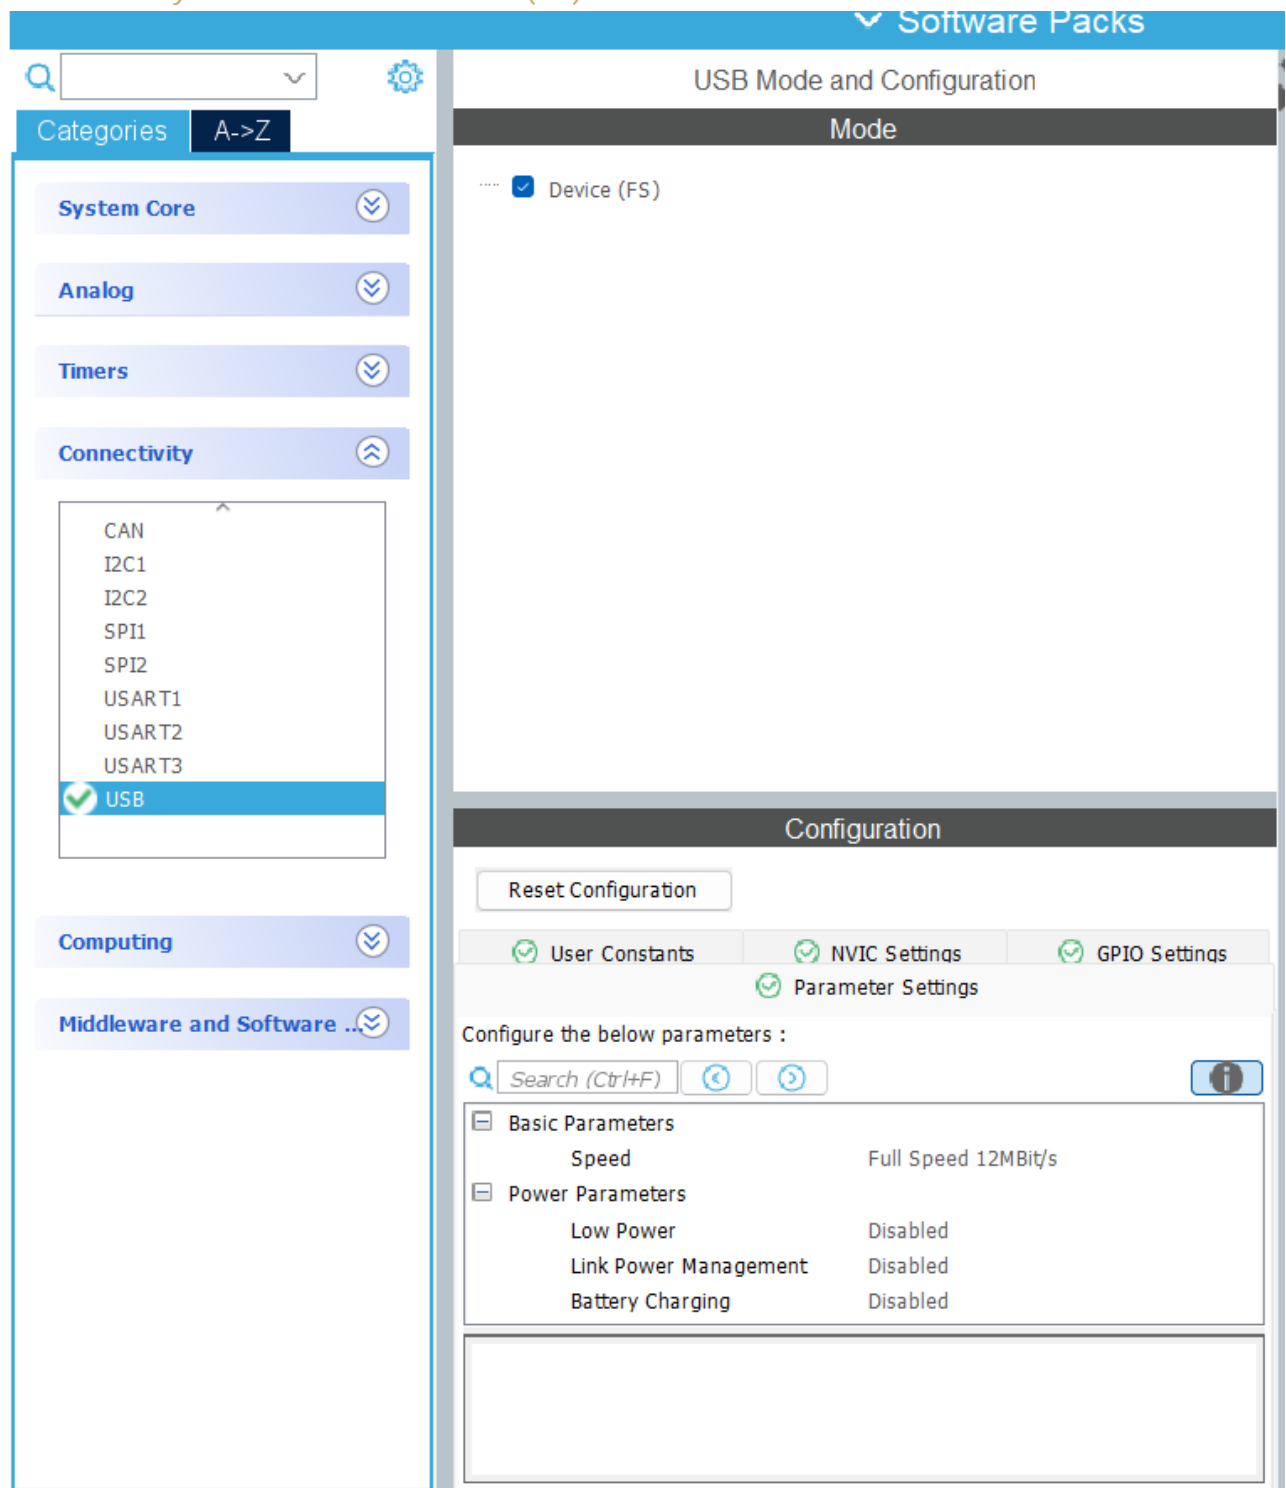 Software Packs
Categories
A->Z
System Core
Analog
Timers
Connectivity
CAN
I2C1
I2C2
SPI1
SPI2
USART1
USART2
USART3
USB
Computing
Middleware and Software ...
USB Mode and Configuration
Mode
Device (FS)
Configuration
Reset Configuration
User Constants
NVIC Settings
GPIO Settings
Parameter Settings
Configure the below parameters :
Search (Ctrl+F)
Basic Parameters
Speed Full Speed 12MBit/s
Power Parameters
Low Power Disabled
Link Power Management Disabled
Battery Charging Disabled